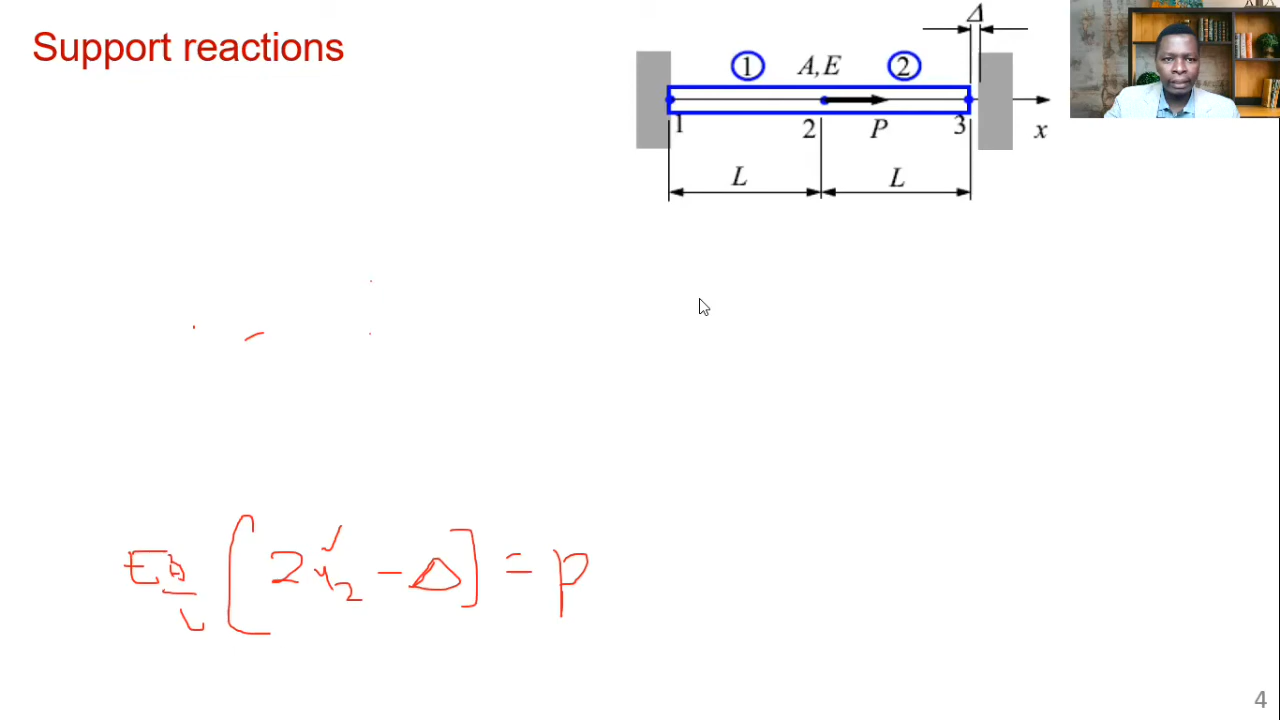 Support reactions
Δ
① A,E ②
1 2 P 3 x
L L
EA/L [2u₂ - Δ] = P
4